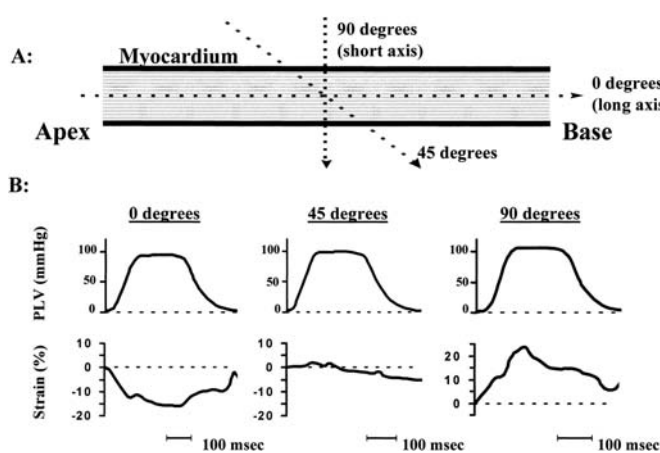 A:
Myocardium
90 degrees
(short axis)
0 degrees
(long axis
Apex
45 degrees
Base
B:
0 degrees
45 degrees
90 degrees
PLV (mmHg)
100
50
0
100
50
0
100
50
0
Strain (%)
10
0
-10
-20
10
0
-10
-20
20
10
0
100 msec
100 msec
100 msec